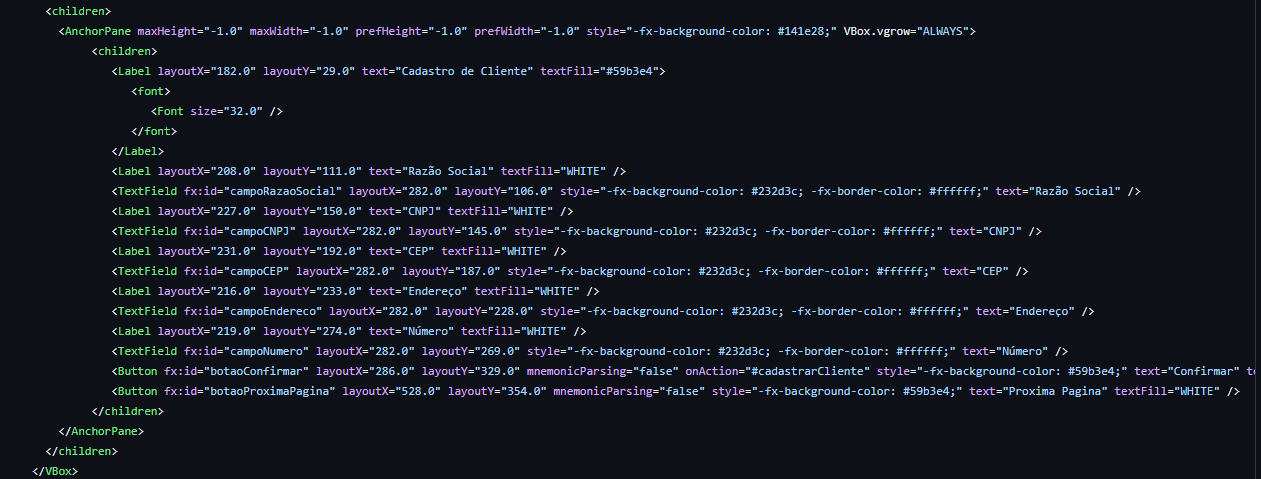 <children>
<AnchorPane maxHeight="-1.0" maxWidth="-1.0" prefHeight="-1.0" prefWidth="-1.0" style="-fx-background-color: #141e28;" VBox.vgrow="ALWAYS">
<children>
<Label layoutX="182.0" layoutY="29.0" text="Cadastro de Cliente" textFill="#59b3e4">
<font>
<Font size="32.0" />
</font>
</Label>
<Label layoutX="208.0" layoutY="111.0" text="Razão Social" textFill="WHITE" />
<TextField fx:id="campoRazaoSocial" layoutX="282.0" layoutY="106.0" style="-fx-background-color: #232d3c; -fx-border-color: #ffffff;" text="Razão Social" />
<Label layoutX="227.0" layoutY="150.0" text="CNPJ" textFill="WHITE" />
<TextField fx:id="campoCNPJ" layoutX="282.0" layoutY="145.0" style="-fx-background-color: #232d3c; -fx-border-color: #ffffff;" text="CNPJ" />
<Label layoutX="231.0" layoutY="192.0" text="CEP" textFill="WHITE" />
<TextField fx:id="campoCEP" layoutX="282.0" layoutY="187.0" style="-fx-background-color: #232d3c; -fx-border-color: #ffffff;" text="CEP" />
<Label layoutX="216.0" layoutY="233.0" text="Endereço" textFill="WHITE" />
<TextField fx:id="campoEndereco" layoutX="282.0" layoutY="228.0" style="-fx-background-color: #232d3c; -fx-border-color: #ffffff;" text="Endereço" />
<Label layoutX="219.0" layoutY="274.0" text="Número" textFill="WHITE" />
<TextField fx:id="campoNumero" layoutX="282.0" layoutY="269.0" style="-fx-background-color: #232d3c; -fx-border-color: #ffffff;" text="Número" />
<Button fx:id="botaoConfirmar" layoutX="286.0" layoutY="329.0" mnemonicParsing="false" onAction="#cadastrarCliente" style="-fx-background-color: #59b3e4;" text="Confirmar" te
<Button fx:id="botaoProximaPagina" layoutX="528.0" layoutY="354.0" mnemonicParsing="false" style="-fx-background-color: #59b3e4;" text="Proxima Pagina" textFill="WHITE" />
</children>
</AnchorPane>
</children>
</VBox>